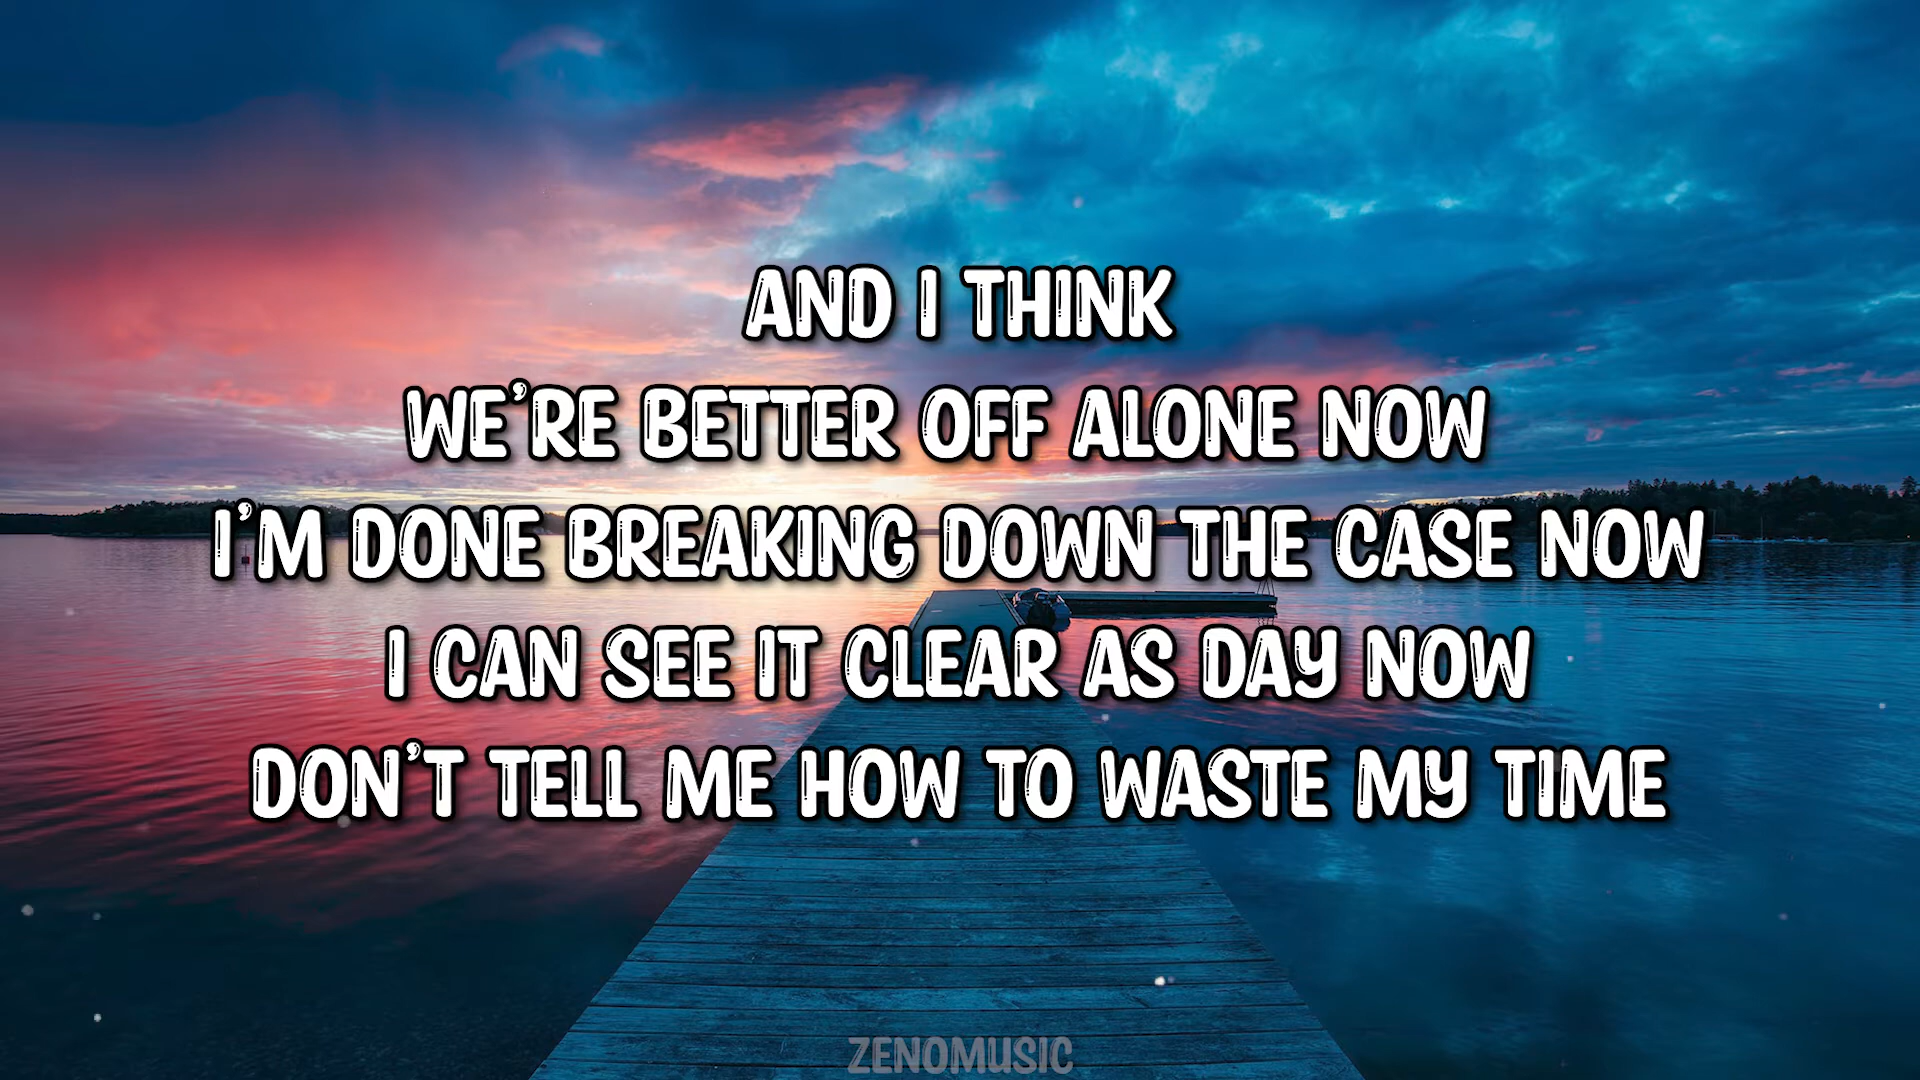 AND I THINK
WE'RE BETTER OFF ALONE NOW
I'M DONE BREAKING DOWN THE CASE NOW
I CAN SEE IT CLEAR AS DAY NOW
DON'T TELL ME HOW TO WASTE MY TIME
ZENOMUSIC